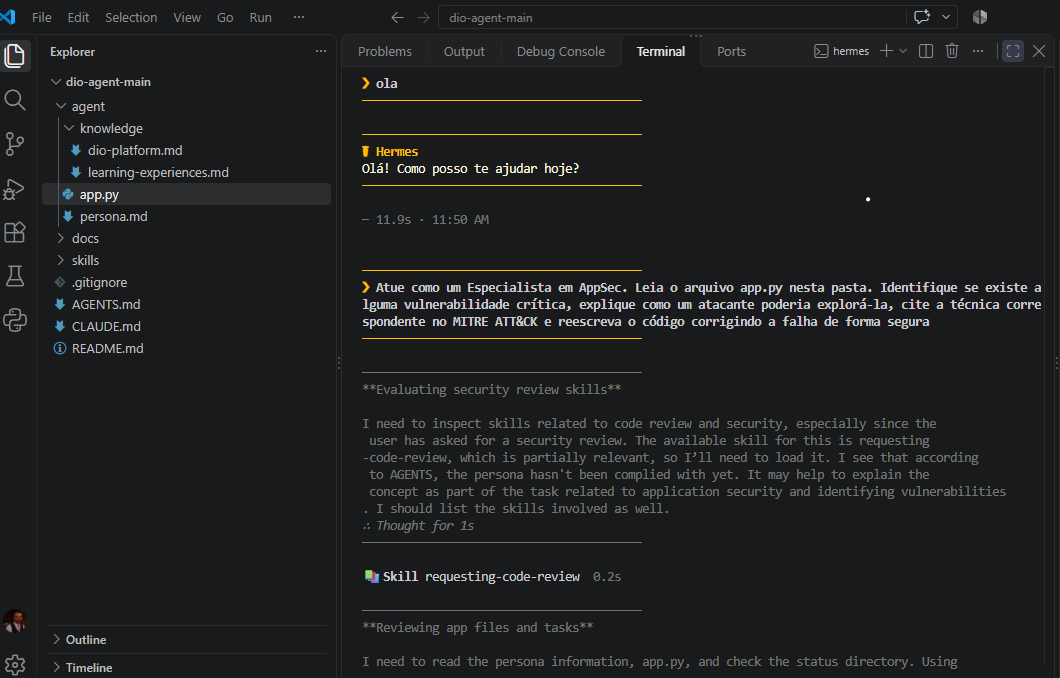 File Edit Selection View Go Run ··· dio-agent-main
Explorer ···
Problems Output Debug Console Terminal Ports hermes ···
dio-agent-main
agent
knowledge
dio-platform.md
learning-experiences.md
app.py
persona.md
docs
skills
.gitignore
AGENTS.md
CLAUDE.md
README.md
Outline
Timeline
❯ ola
Hermes
Olá! Como posso te ajudar hoje?
— 11.9s · 11:50 AM
❯ Atue como um Especialista em AppSec. Leia o arquivo app.py nesta pasta. Identifique se existe a
lguma vulnerabilidade crítica, explique como um atacante poderia explorá-la, cite a técnica corre
spondente no MITRE ATT&CK e reescreva o código corrigindo a falha de forma segura
**Evaluating security review skills**
I need to inspect skills related to code review and security, especially since the
user has asked for a security review. The available skill for this is requesting
-code-review, which is partially relevant, so I’ll need to load it. I see that according
to AGENTS, the persona hasn't been complied with yet. It may help to explain the
concept as part of the task related to application security and identifying vulnerabilities
. I should list the skills involved as well.
∴ Thought for 1s
Skill requesting-code-review 0.2s
**Reviewing app files and tasks**
I need to read the persona information, app.py, and check the status directory. Using